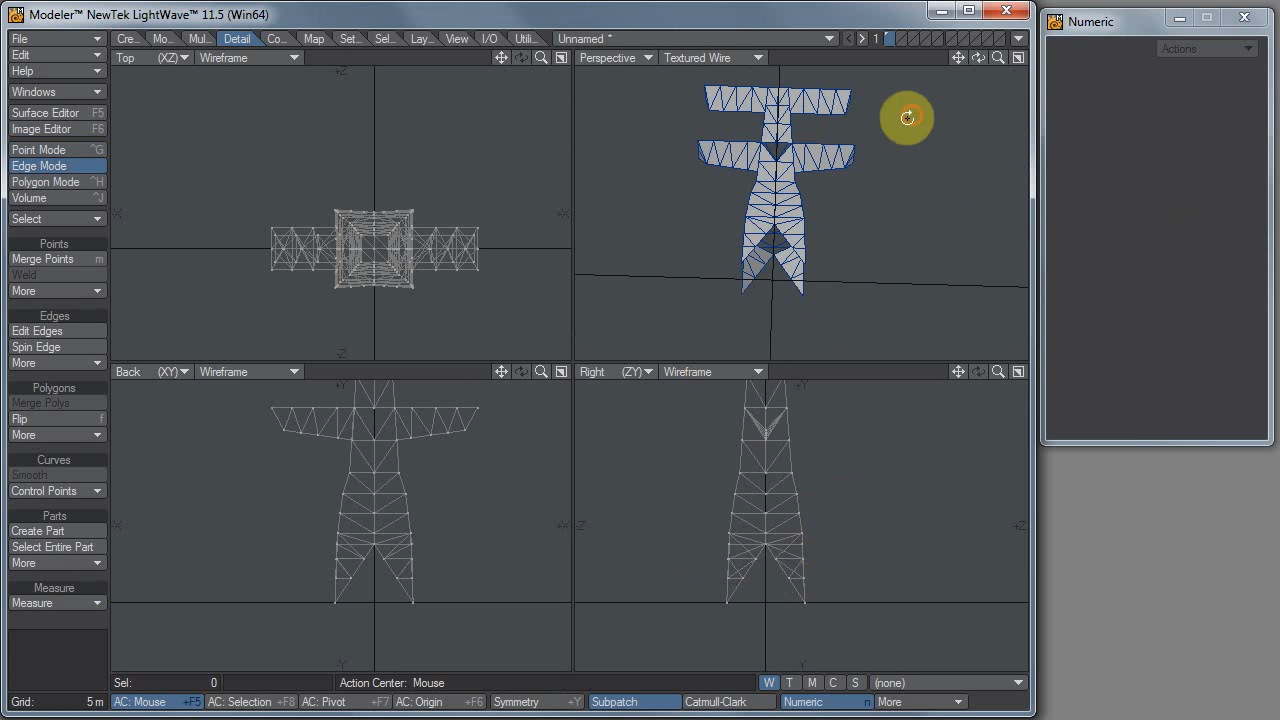 Modeler™ NewTek LightWave™ 11.5 (Win64)
Numeric
File
Cre... Mo... Mul... Detail Co... Map Set... Sel... Lay... View I/O Utili... Unnamed * 1
Actions
Edit
Top (XZ) Wireframe
Perspective Textured Wire
Help
Windows
Surface Editor F5
Image Editor F6
Point Mode ^G
Edge Mode
Polygon Mode ^H
Volume ^J
Select
Points
Merge Points m
Weld
More
Edges
Edit Edges
Spin Edge
More
Back (XY) Wireframe
Right (ZY) Wireframe
Polygons
Merge Polys
Flip f
More
Curves
Smooth
Control Points
Parts
Create Part
Select Entire Part
More
Measure
Measure
+Z
-X
+X
-Z
+Y
-X
+X
-Y
+Y
-Z
+Z
-Y
Sel: 0 Action Center: Mouse W T M C S (none)
Grid: 5 m AC: Mouse +F5 AC: Selection +F8 AC: Pivot +F7 AC: Origin +F6 Symmetry +Y Subpatch Catmull-Clark Numeric n More